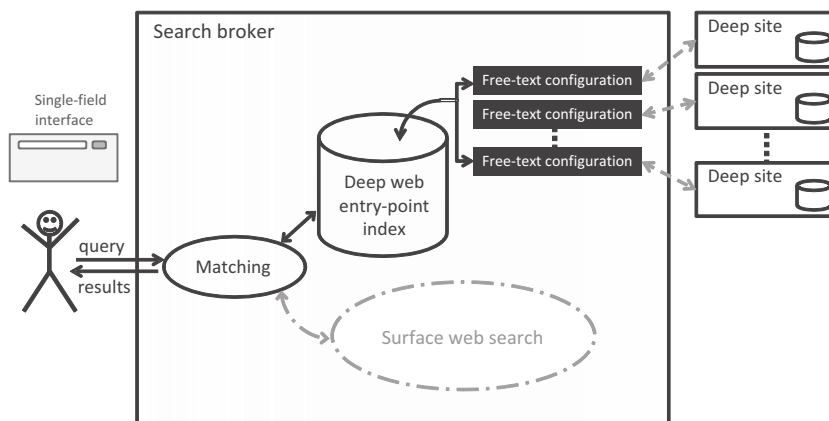 Search broker
Deep site
Free-text configuration
Deep site
Free-text configuration
Free-text configuration
Deep site
Single-field
interface
Deep web
entry-point
index
query
Matching
results
Surface web search